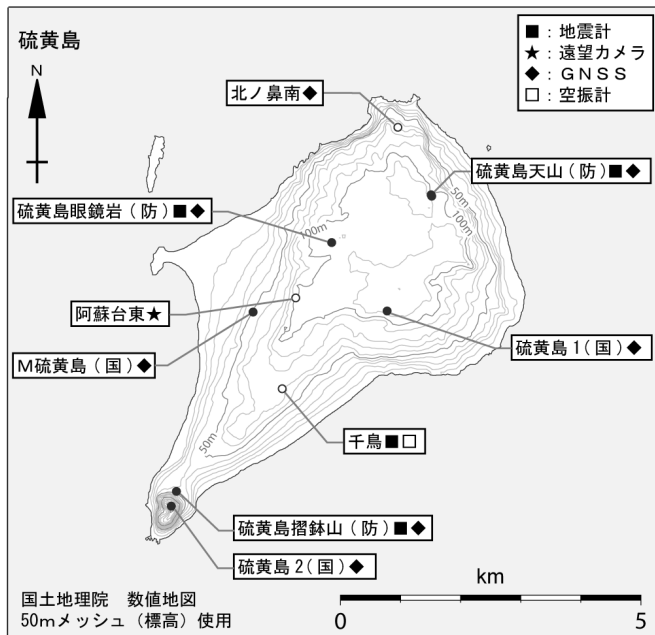 硫黄島
N
■：地震計
★：遠望カメラ
◆：ＧＮＳＳ
□：空振計
北ノ鼻南◆
硫黄島天山(防)■◆
硫黄島眼鏡岩(防)■◆
50m
100m
100m
阿蘇台東★
M硫黄島(国)◆
硫黄島1(国)◆
50m
千鳥■□
硫黄島摺鉢山(防)■◆
硫黄島2(国)◆
国土地理院　数値地図
50mメッシュ（標高）使用
km
0 5